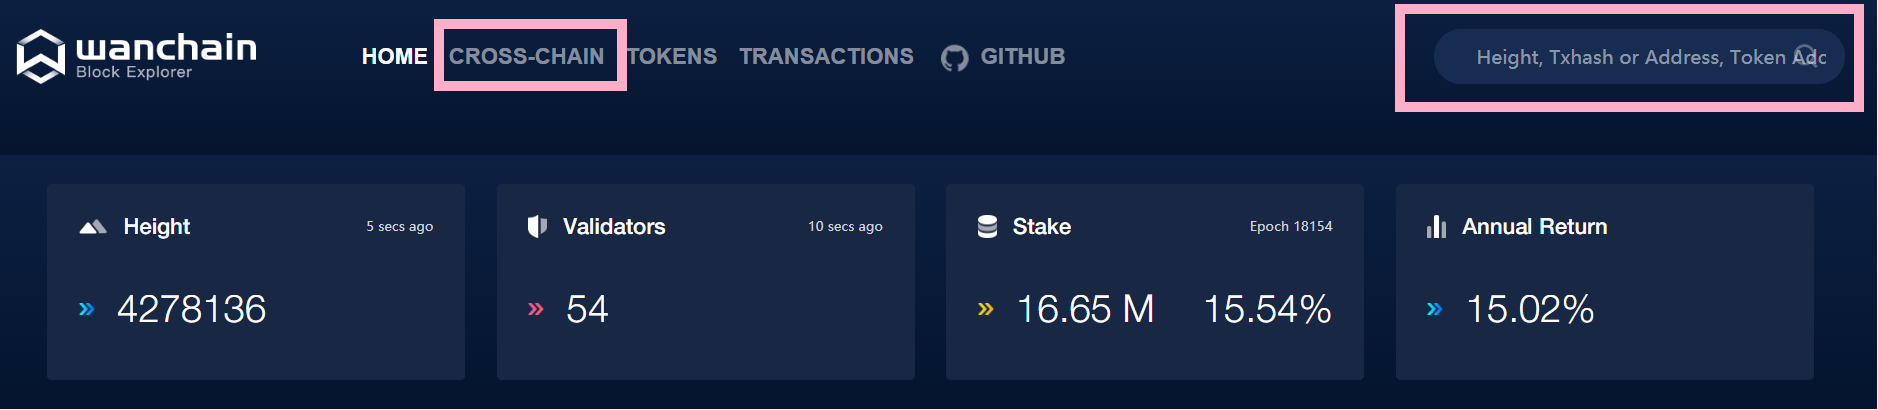 wanchain
Block Explorer
HOME CROSS-CHAIN TOKENS TRANSACTIONS GITHUB
Height, Txhash or Address, Token Adc
Height 5 secs ago
4278136
Validators 10 secs ago
54
Stake Epoch 18154
16.65 M 15.54%
Annual Return
15.02%